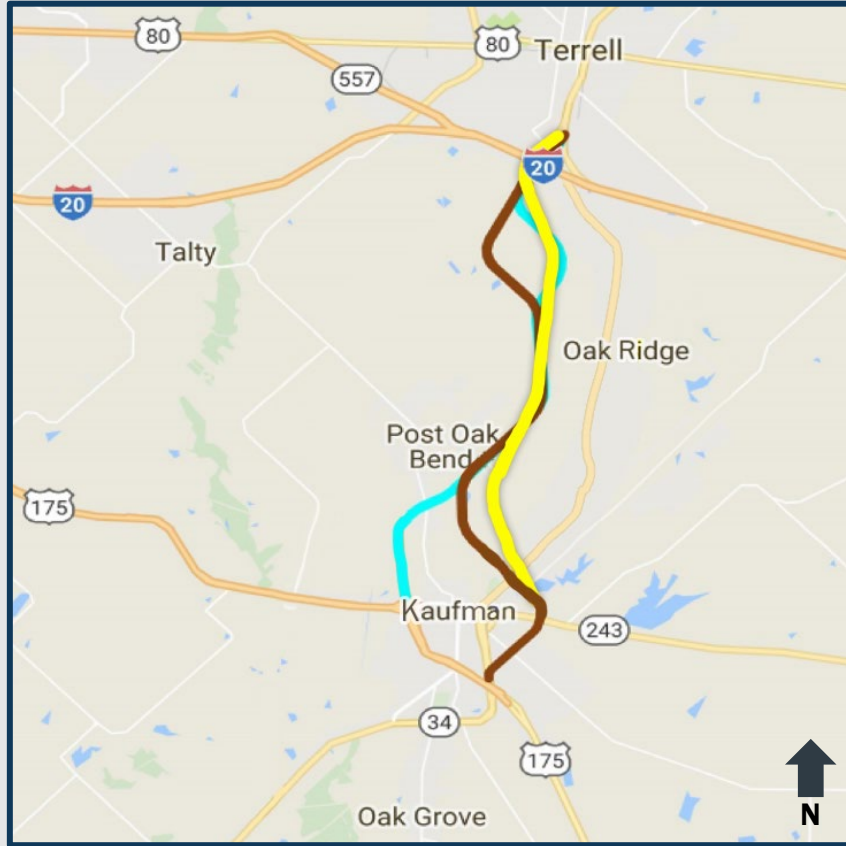 80
80
Terrell
557
20
20
Talty
Oak Ridge
Post Oak
Bend
175
Kaufman
243
34
175
Oak Grove
N